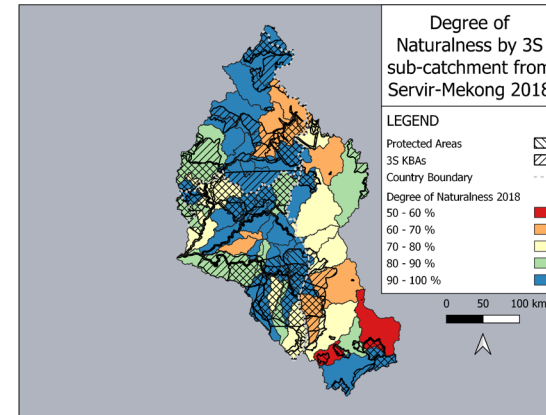 Degree of
Naturalness by 3S
sub-catchment from
Servir-Mekong 2018
LEGEND
Protected Areas
3S KBAs
Country Boundary
Degree of Naturalness 2018
50 - 60 %
60 - 70 %
70 - 80 %
80 - 90 %
90 - 100 %
0 50 100 km